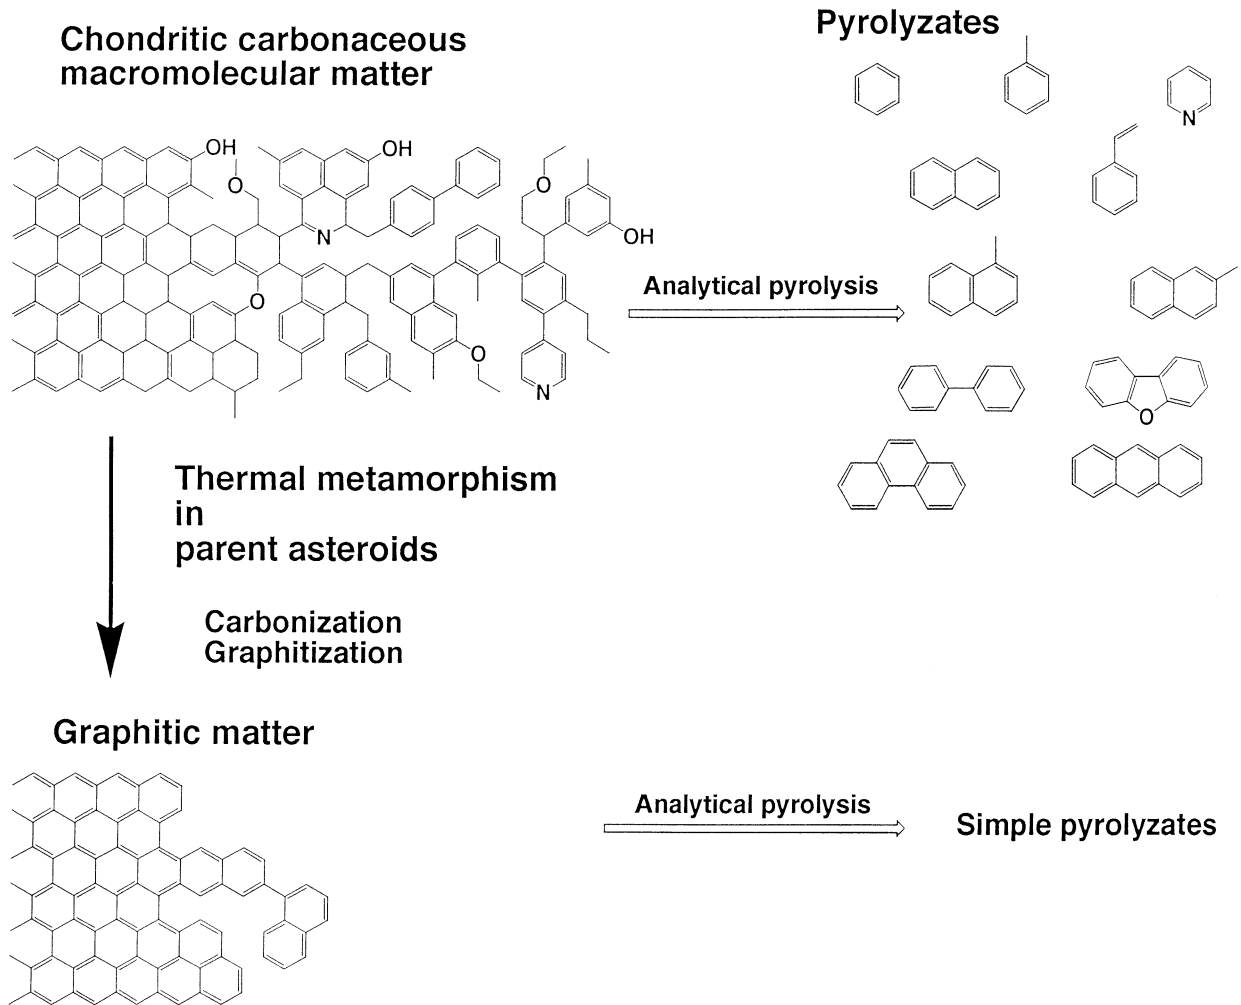 Chondritic carbonaceous
macromolecular matter
Pyrolyzates
N
OH
O
OH
N
O
OH
O
O
N
Analytical pyrolysis
O
Thermal metamorphism
in
parent asteroids
Carbonization
Graphitization
Graphitic matter
Analytical pyrolysis
Simple pyrolyzates